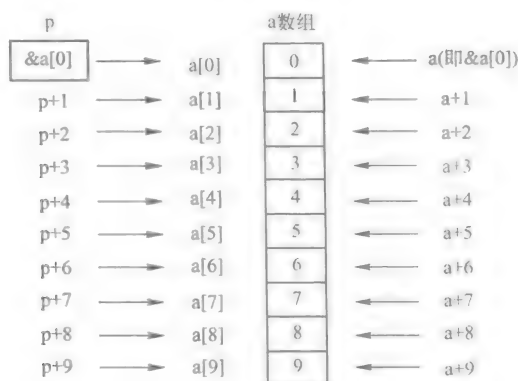 p a数组
&a[0] a[0] 0 a(即&a[0])
p+1 a[1] 1 a+1
p+2 a[2] 2 a+2
p+3 a[3] 3 a+3
p+4 a[4] 4 a+4
p+5 a[5] 5 a+5
p+6 a[6] 6 a+6
p+7 a[7] 7 a+7
p+8 a[8] 8 a+8
p+9 a[9] 9 a+9